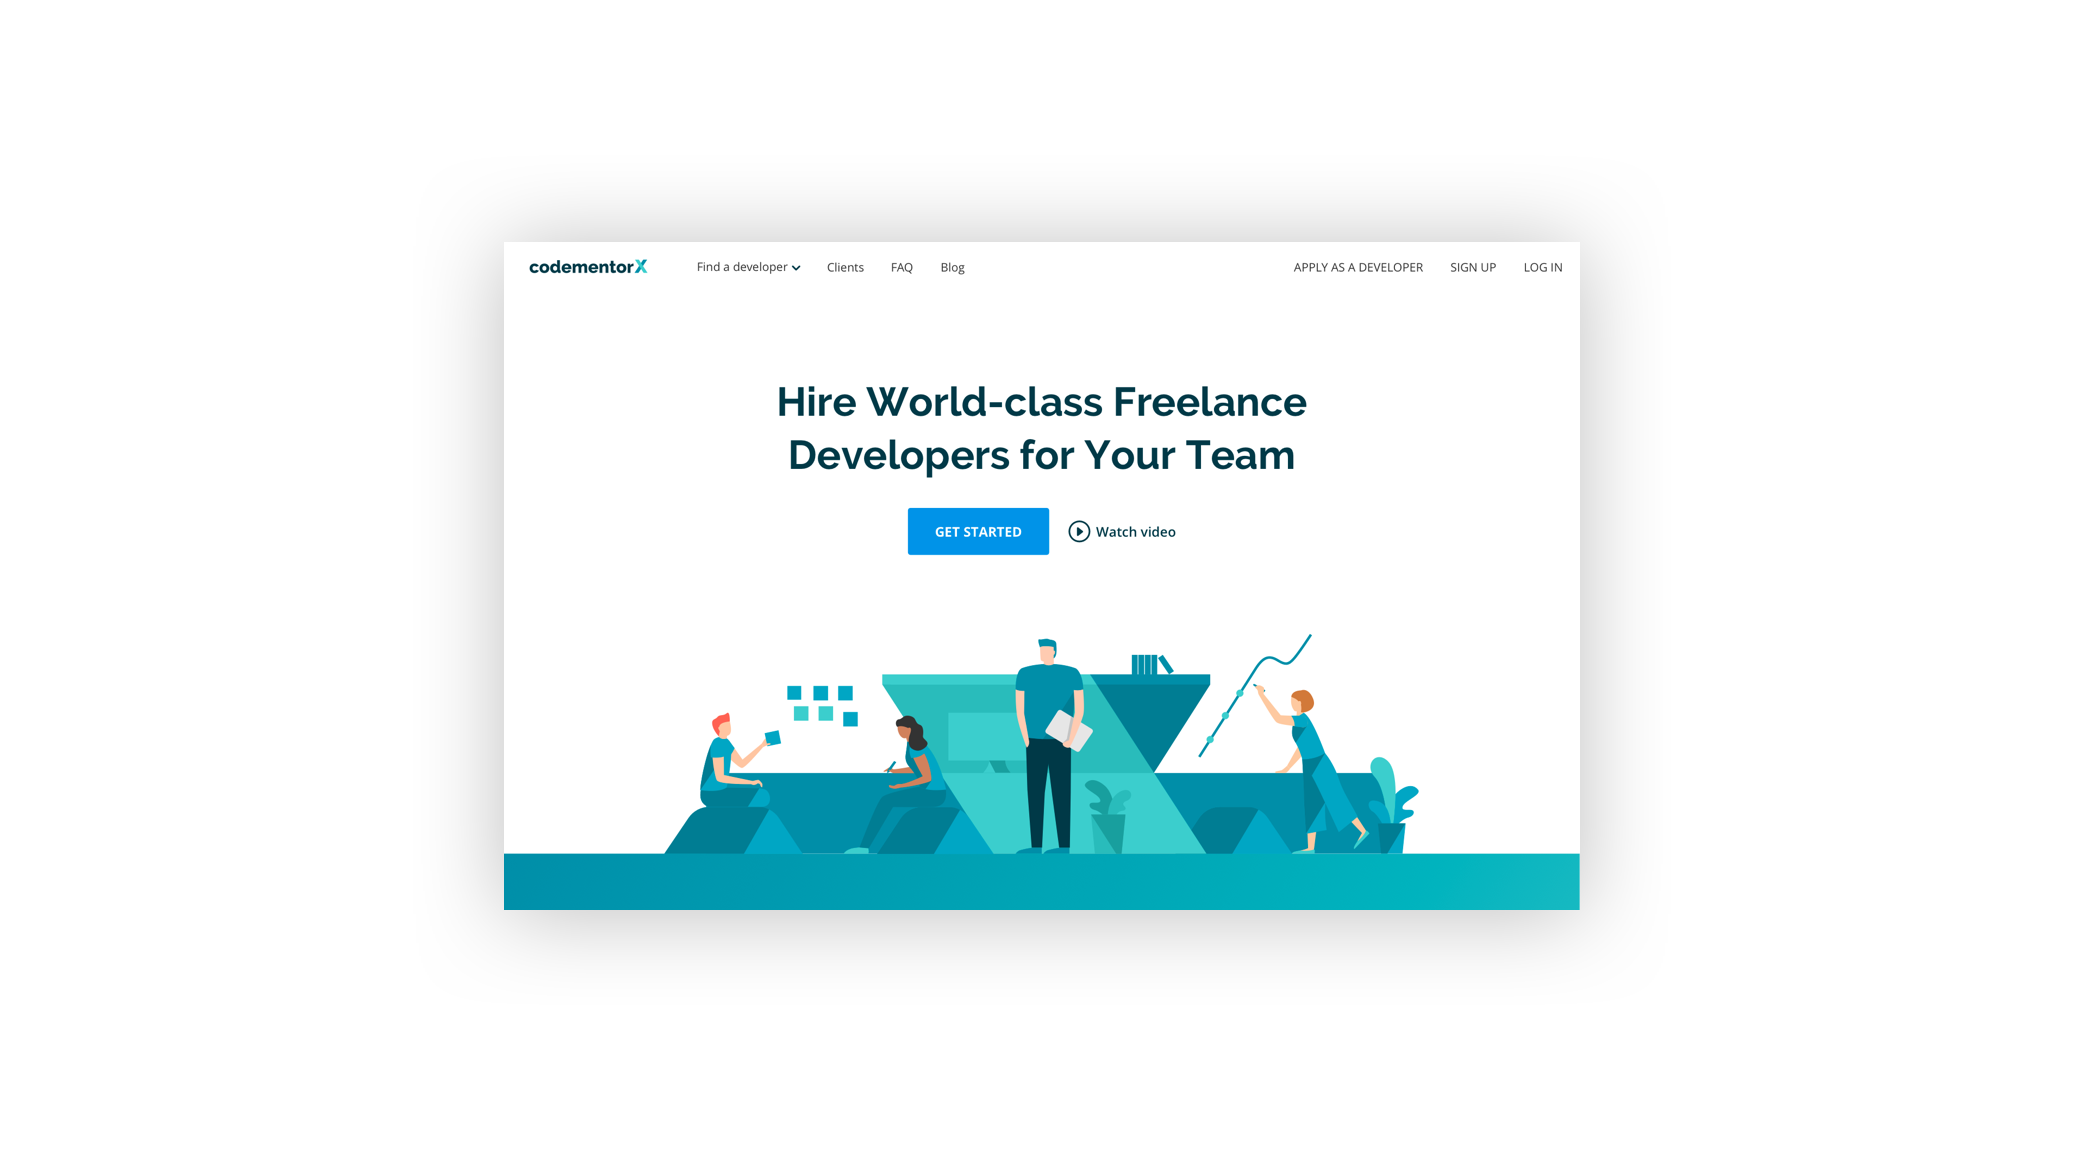 codementorX
Find a developer
Clients
FAQ
Blog
APPLY AS A DEVELOPER
SIGN UP
LOG IN
Hire World-class Freelance
Developers for Your Team
GET STARTED
Watch video